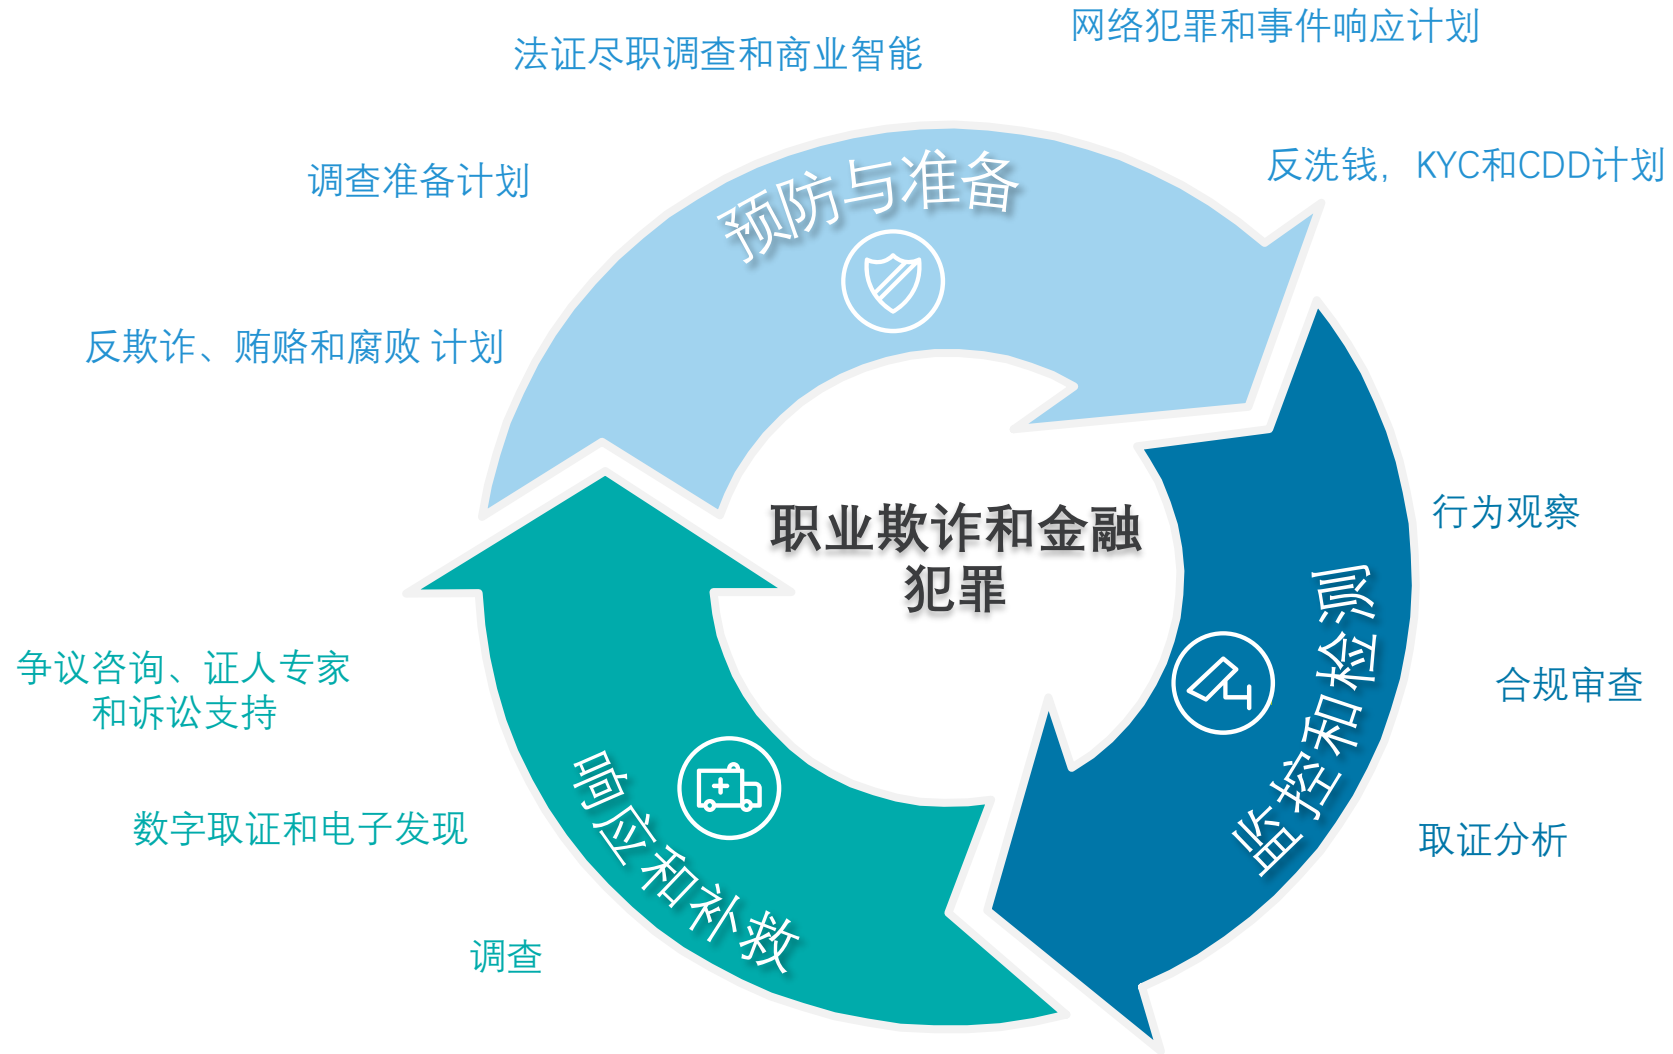 网络犯罪和事件响应计划
法证尽职调查和商业智能
反洗钱，KYC和CDD计划
调查准备计划
预防与准备
反欺诈、贿赂和腐败 计划
职业欺诈和金融
犯罪
行为观察
监控和检测
合规审查
取证分析
争议咨询、证人专家
和诉讼支持
数字取证和电子发现
响应和补救
调查